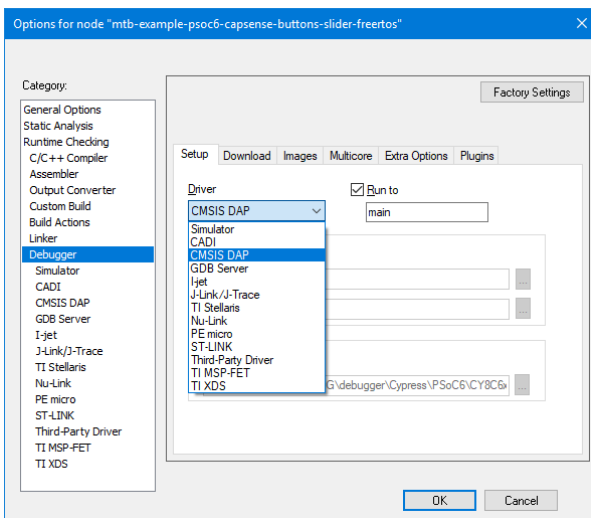 Options for node "mtb-example-psoc6-capsense-buttons-slider-freertos"
Category:
General Options
Static Analysis
Runtime Checking
C/C++ Compiler
Assembler
Output Converter
Custom Build
Build Actions
Linker
Debugger
Simulator
CADI
CMSIS DAP
GDB Server
I-jet
J-Link/J-Trace
TI Stellaris
Nu-Link
PE micro
ST-LINK
Third-Party Driver
TI MSP-FET
TI XDS
Factory Settings
Setup Download Images Multicore Extra Options Plugins
Driver
Run to
CMSIS DAP
main
Simulator
CADI
CMSIS DAP
GDB Server
I-jet
J-Link/J-Trace
TI Stellaris
Nu-Link
PE micro
ST-LINK
Third-Party Driver
TI MSP-FET
TI XDS
G\debugger\Cypress\PSoC6\CY8C6
...
...
...
OK Cancel